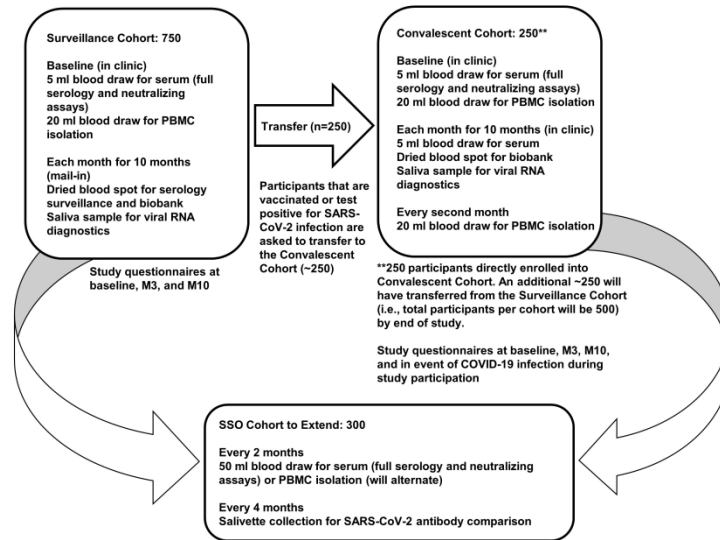 Surveillance Cohort: 750
Baseline (in clinic)
5 ml blood draw for serum (full
serology and neutralizing
assays)
20 ml blood draw for PBMC
isolation
Each month for 10 months
(mail-in)
Dried blood spot for serology
surveillance and biobank
Saliva sample for viral RNA
diagnostics
Study questionnaires at
baseline, M3, and M10
Transfer (n=250)
Participants that are
vaccinated or test
positive for SARS-
CoV-2 infection are
asked to transfer to
the Convalescent
Cohort (~250)
Convalescent Cohort: 250**
Baseline (in clinic)
5 ml blood draw for serum (full
serology and neutralizing assays)
20 ml blood draw for PBMC isolation
Each month for 10 months (in clinic)
5 ml blood draw for serum
Dried blood spot for biobank
Saliva sample for viral RNA
diagnostics
Every second month
20 ml blood draw for PBMC isolation
**250 participants directly enrolled into
Convalescent Cohort. An additional ~250 will
have transferred from the Surveillance Cohort
(i.e., total participants per cohort will be 500)
by end of study.
Study questionnaires at baseline, M3, M10,
and in event of COVID-19 infection during
study participation
SSO Cohort to Extend: 300
Every 2 months
50 ml blood draw for serum (full serology and neutralizing
assays) or PBMC isolation (will alternate)
Every 4 months
Salivette collection for SARS-CoV-2 antibody comparison